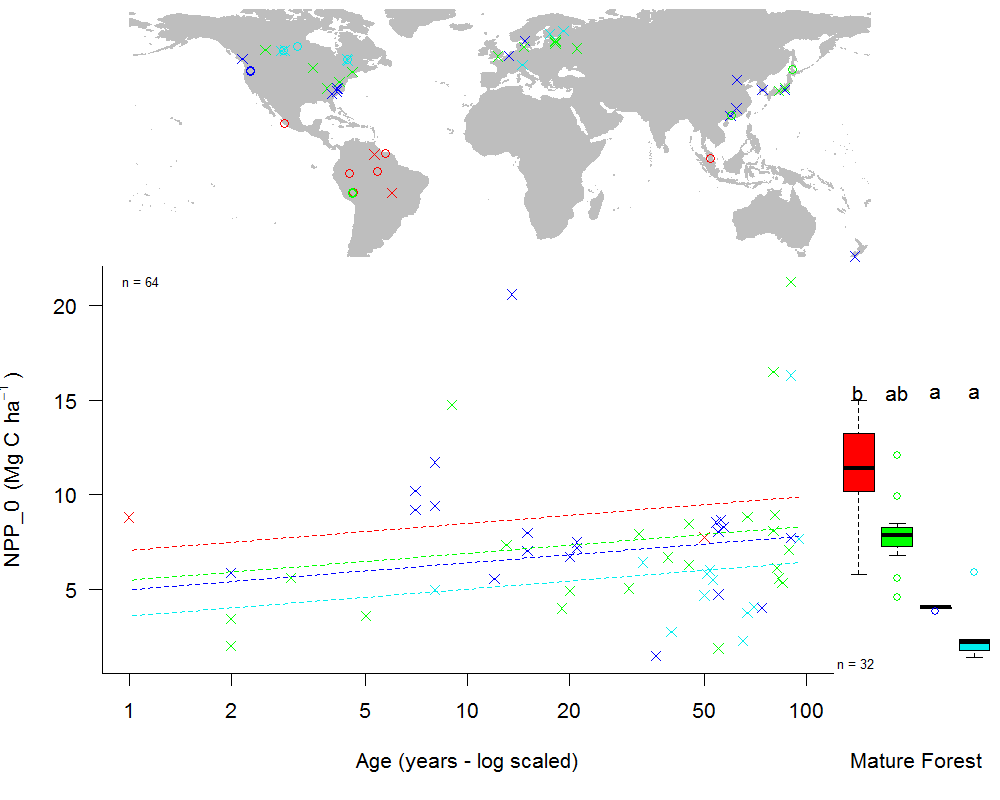 n = 64
20
15
10
5
NPP_0 (Mg C ha⁻¹)
b ab a a
n = 32
1 2 5 10 20 50 100
Age (years - log scaled)
Mature Forest